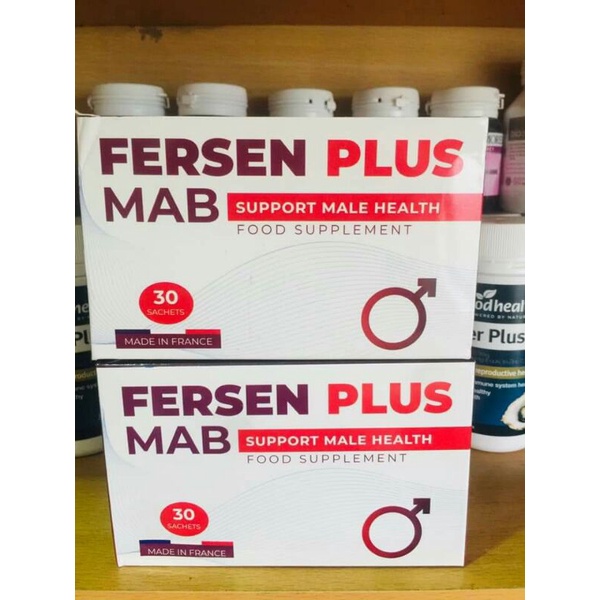 FERSEN PLUS
MAB SUPPORT MALE HEALTH
FOOD SUPPLEMENT
30
SACHETS
MADE IN FRANCE
FERSEN PLUS
MAB SUPPORT MALE HEALTH
FOOD SUPPLEMENT
30
SACHETS
MADE IN FRANCE
Plus